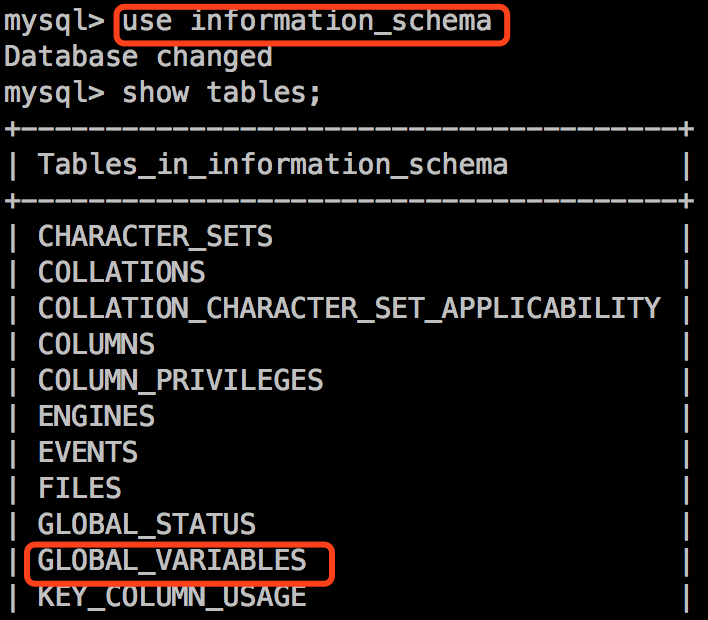 mysql> use information_schema
Database changed
mysql> show tables;
+---------------------------------------+
| Tables_in_information_schema |
+---------------------------------------+
| CHARACTER_SETS |
| COLLATIONS |
| COLLATION_CHARACTER_SET_APPLICABILITY |
| COLUMNS |
| COLUMN_PRIVILEGES |
| ENGINES |
| EVENTS |
| FILES |
| GLOBAL_STATUS |
| GLOBAL_VARIABLES |
| KEY_COLUMN_USAGE |